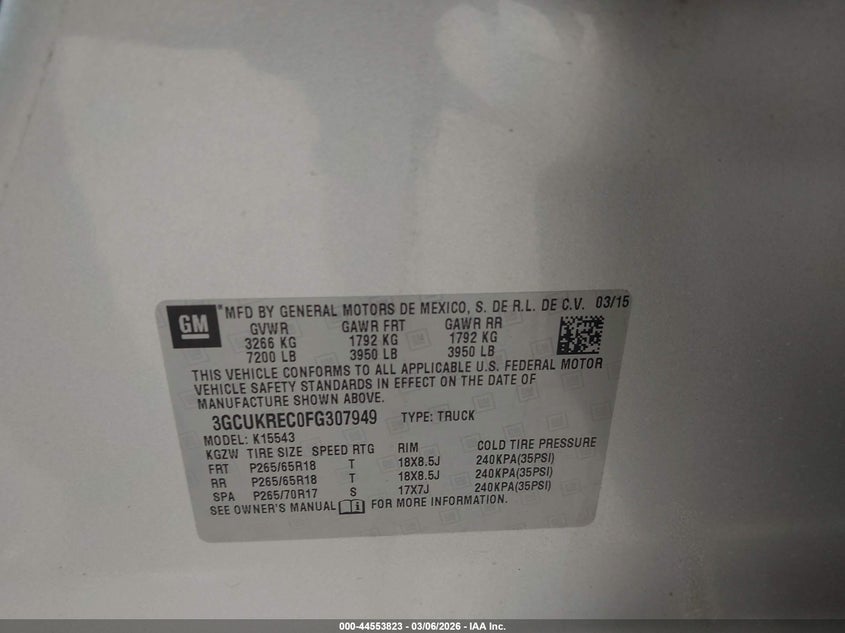 GM
*MFD BY GENERAL MOTORS DE MEXICO, S. DE R.L. DE C.V. 03/15
GVWR GAWR FRT GAWR RR
3266 KG 1792 KG 1792 KG
7200 LB 3950 LB 3950 LB
THIS VEHICLE CONFORMS TO ALL APPLICABLE U.S. FEDERAL MOTOR
VEHICLE SAFETY STANDARDS IN EFFECT ON THE DATE OF
MANUFACTURE SHOWN ABOVE.
3GCUKREC0FG307949 TYPE: TRUCK
MODEL: K15543
KGZW TIRE SIZE SPEED RTG RIM COLD TIRE PRESSURE
FRT P265/65R18 T 18X8.5J 240KPA(35PSI)
RR P265/65R18 T 18X8.5J 240KPA(35PSI)
SPA P265/70R17 S 17X7J 240KPA(35PSI)
SEE OWNER'S MANUAL i FOR MORE INFORMATION.
000-44553823 - 03/06/2026 - IAA Inc.